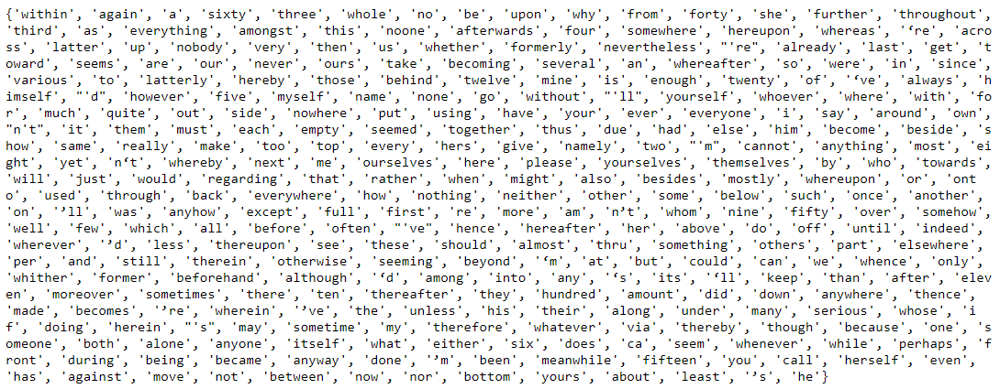 {'within', 'again', 'a', 'sixty', 'three', 'whole', 'no', 'be', 'upon', 'why', 'from', 'forty', 'she', 'further', 'throughout',
'third', 'as', 'everything', 'amongst', 'this', 'noone', 'afterwards', 'four', 'somewhere', 'hereupon', 'whereas', '‘re', 'acro
ss', 'latter', 'up', 'nobody', 'very', 'then', 'us', 'whether', 'formerly', 'nevertheless', "'re", 'already', 'last', 'get', 't
oward', 'seems', 'are', 'our', 'never', 'ours', 'take', 'becoming', 'several', 'an', 'whereafter', 'so', 'were', 'in', 'since',
'various', 'to', 'latterly', 'hereby', 'those', 'behind', 'twelve', 'mine', 'is', 'enough', 'twenty', 'of', '‘ve', 'always', 'h
imself', "'d", 'however', 'five', 'myself', 'name', 'none', 'go', 'without', "'ll", 'yourself', 'whoever', 'where', 'with', 'fo
r', 'much', 'quite', 'out', 'side', 'nowhere', 'put', 'using', 'have', 'your', 'ever', 'everyone', 'i', 'say', 'around', 'own',
"n't", 'it', 'them', 'must', 'each', 'empty', 'seemed', 'together', 'thus', 'due', 'had', 'else', 'him', 'become', 'beside', 's
how', 'same', 'really', 'make', 'too', 'top', 'every', 'hers', 'give', 'namely', 'two', "'m", 'cannot', 'anything', 'most', 'ei
ght', 'yet', 'n‘t', 'whereby', 'next', 'me', 'ourselves', 'here', 'please', 'yourselves', 'themselves', 'by', 'who', 'towards',
'will', 'just', 'would', 'regarding', 'that', 'rather', 'when', 'might', 'also', 'besides', 'mostly', 'whereupon', 'or', 'ont
o', 'used', 'through', 'back', 'everywhere', 'how', 'nothing', 'neither', 'other', 'some', 'below', 'such', 'once', 'another',
'on', '’ll', 'was', 'anyhow', 'except', 'full', 'first', 're', 'more', 'am', 'n’t', 'whom', 'nine', 'fifty', 'over', 'somehow',
'well', 'few', 'which', 'all', 'before', 'often', "'ve", 'hence', 'hereafter', 'her', 'above', 'do', 'off', 'until', 'indeed',
'wherever', '’d', 'less', 'thereupon', 'see', 'these', 'should', 'almost', 'thru', 'something', 'others', 'part', 'elsewhere',
'per', 'and', 'still', 'therein', 'otherwise', 'seeming', 'beyond', '‘m', 'at', 'but', 'could', 'can', 'we', 'whence', 'only',
'whither', 'former', 'beforehand', 'although', '‘d', 'among', 'into', 'any', '‘s', 'its', '‘ll', 'keep', 'than', 'after', 'elev
en', 'moreover', 'sometimes', 'there', 'ten', 'thereafter', 'they', 'hundred', 'amount', 'did', 'down', 'anywhere', 'thence',
'made', 'becomes', '’re', 'wherein', '’ve', 'the', 'unless', 'his', 'their', 'along', 'under', 'many', 'serious', 'whose', 'i
f', 'doing', 'herein', "'s", 'may', 'sometime', 'my', 'therefore', 'whatever', 'via', 'thereby', 'though', 'because', 'one', 's
omeone', 'both', 'alone', 'anyone', 'itself', 'what', 'either', 'six', 'does', 'ca', 'seem', 'whenever', 'while', 'perhaps', 'f
ront', 'during', 'being', 'became', 'anyway', 'done', '’m', 'been', 'meanwhile', 'fifteen', 'you', 'call', 'herself', 'even',
'has', 'against', 'move', 'not', 'between', 'now', 'nor', 'bottom', 'yours', 'about', 'least', '’s', 'he'}